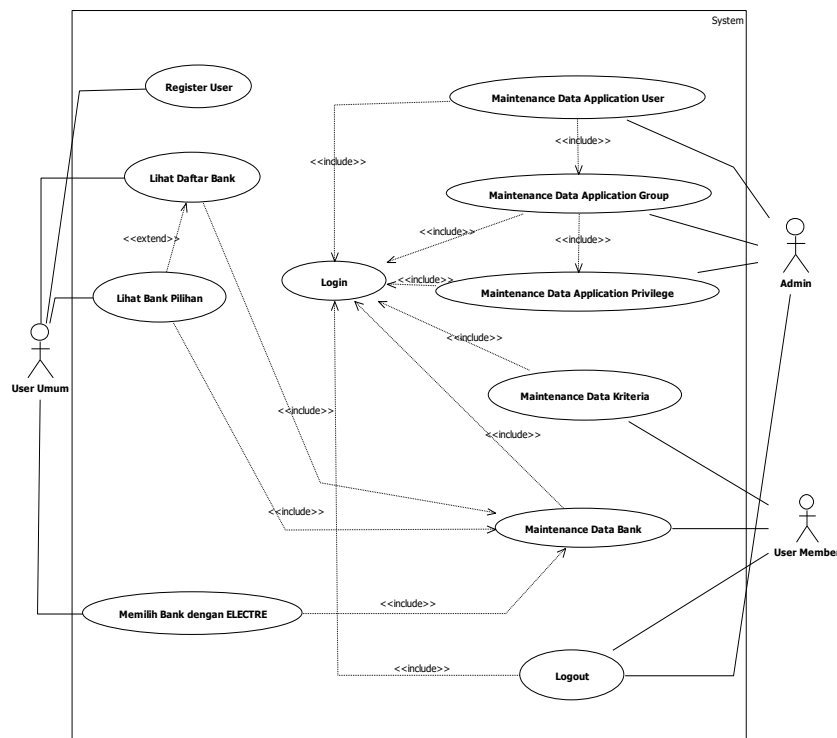 System
Register User
Maintenance Data Application User
<<include>>
<<include>>
Lihat Daftar Bank
Maintenance Data Application Group
<<extend>>
<<include>>
<<include>>
Login
<<include>>
Maintenance Data Application Privilege
Admin
Lihat Bank Pilihan
<<include>>
User Umum
Maintenance Data Kriteria
<<include>>
<<include>>
<<include>>
Maintenance Data Bank
User Member
<<include>>
Memilih Bank dengan ELECTRE
<<include>>
Logout